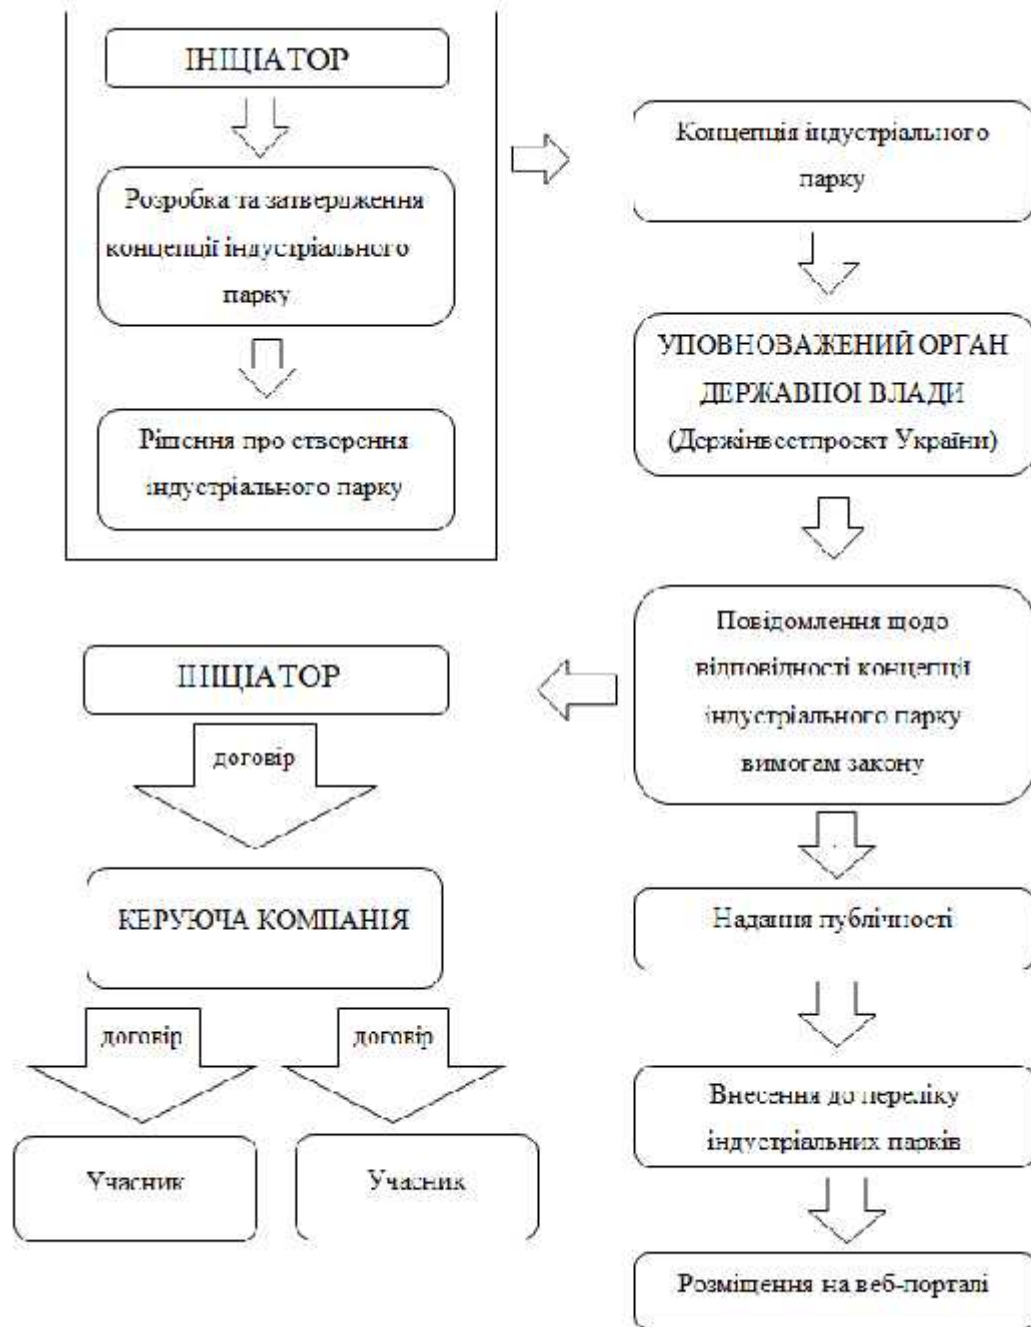 ІНІЦІАТОР
Розробка та затвердження
концепції індустріального
парку
Рішення про створення
індустріального парку
Концепція індустріального
парку
УПОВНОВАЖЕНИЙ ОРГАН
ДЕРЖАВНОЇ ВЛАДИ
(Держінвестпроєкт України)
Повідомлення щодо
відповідності концепції
індустріального парку
вимогам закону
ІНІЦІАТОР
договір
КЕРУЮЧА КОМПАНІЯ
договір
договір
Учасник
Учасник
Надання публічності
Внесення до переліку
індустріальних парків
Розміщення на веб-порталі